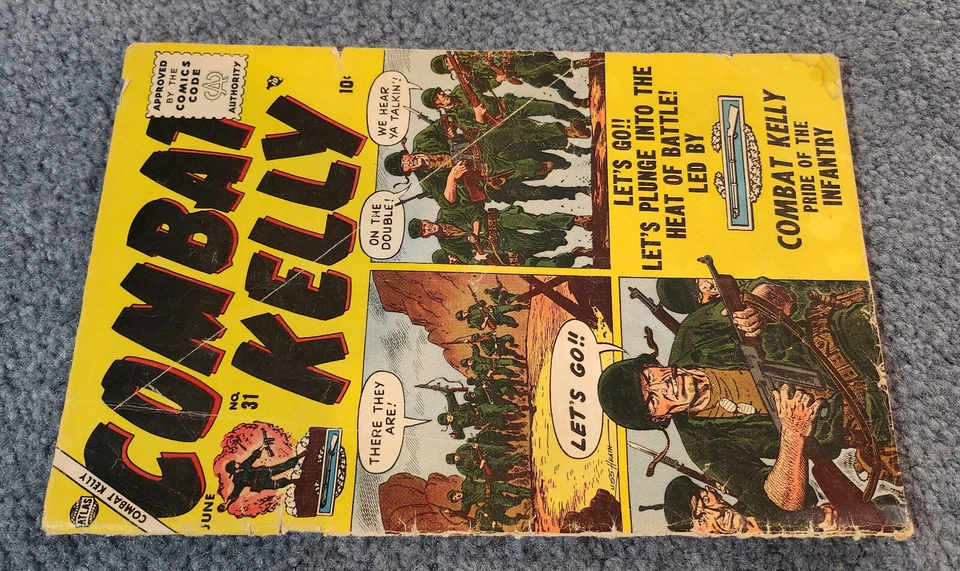 ATLAS
COMBAT KELLY
APPROVED
BY THE
COMICS
CODE
AUTHORITY
COMBAT
KELLY
10¢
JUNE
NO.
31
THERE THEY
ARE!
ON THE
DOUBLE!
WE HEAR
YA TALKIN'!
LET'S GO!!
LET'S GO!!
LET'S PLUNGE INTO THE
HEAT OF BATTLE!
LED BY
COMBAT KELLY
PRIDE OF THE
INFANTRY